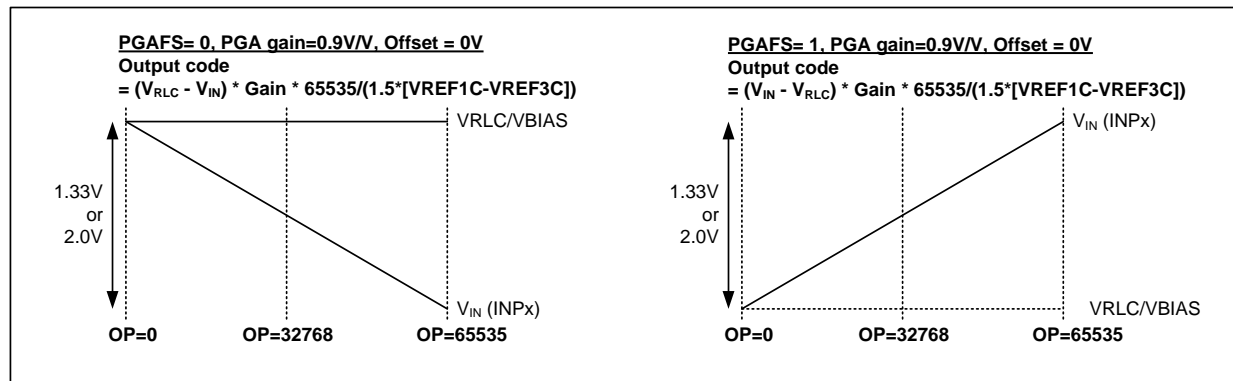 PGAFS= 0, PGA gain=0.9V/V, Offset = 0V
Output code
= (VRLC - VIN) * Gain * 65535/(1.5*[VREF1C-VREF3C])
VRLC/VBIAS
1.33V
or
2.0V
VIN (INPx)
OP=0 OP=32768 OP=65535
PGAFS= 1, PGA gain=0.9V/V, Offset = 0V
Output code
= (VIN - VRLC) * Gain * 65535/(1.5*[VREF1C-VREF3C])
VIN (INPx)
1.33V
or
2.0V
VRLC/VBIAS
OP=0 OP=32768 OP=65535